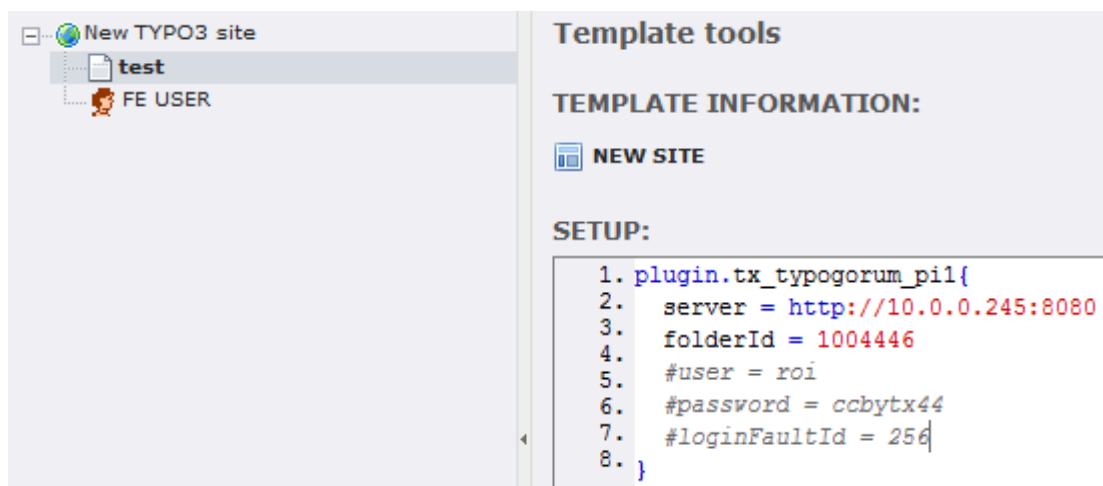 New TYPO3 site
test
FE USER
Template tools
TEMPLATE INFORMATION:
NEW SITE
SETUP:
1. plugin.tx_typogorum_pi1{
2. server = http://10.0.0.245:8080
3. folderId = 1004446
4. #user = roi
5. #password = ccbytx44
6. #loginFaultId = 256
7.
8. }